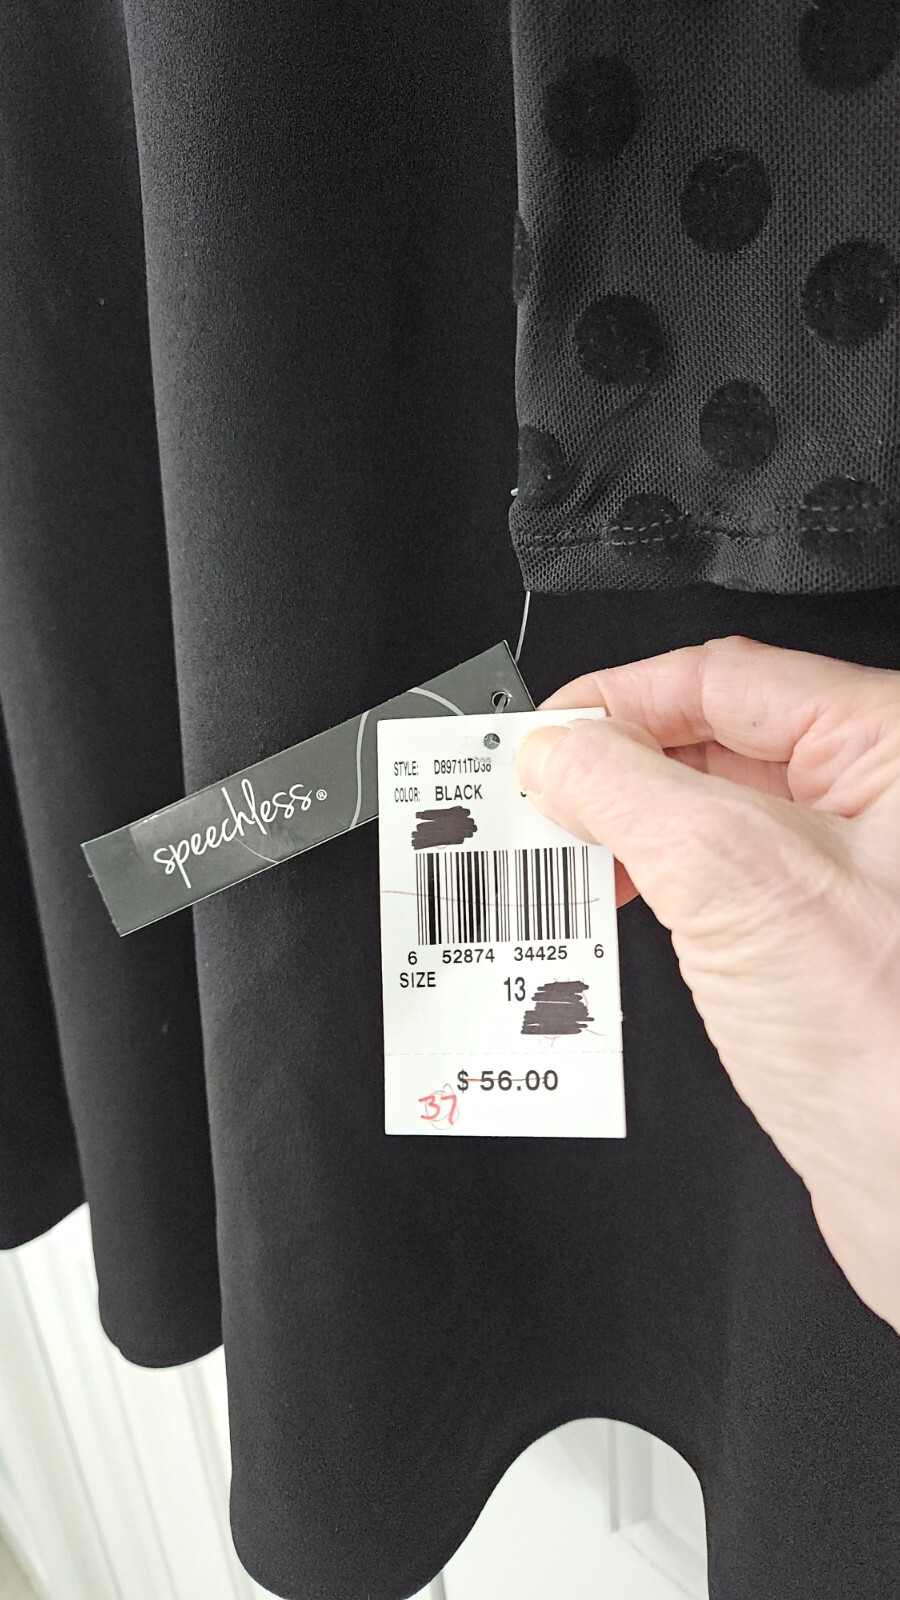 speechless®
STYLE: D89711TD38
COLOR: BLACK
6 52874 34425 6
SIZE 13
$ 56.00
37